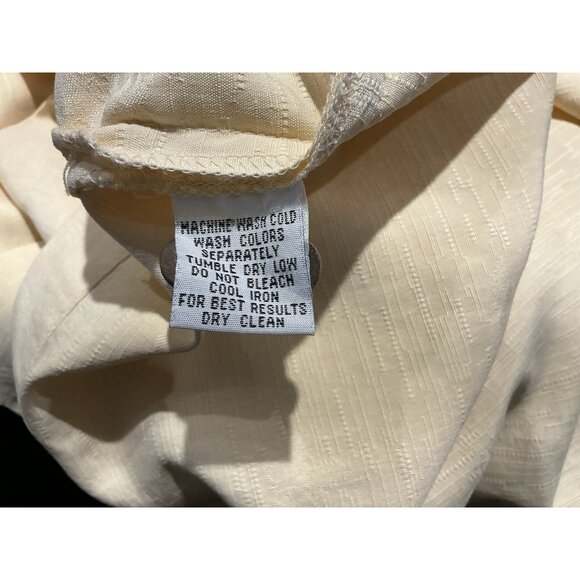 MACHINE WASH COLD
WASH COLORS
SEPARATELY
TUMBLE DRY LOW
DO NOT BLEACH
COOL IRON
FOR BEST RESULTS
DRY CLEAN